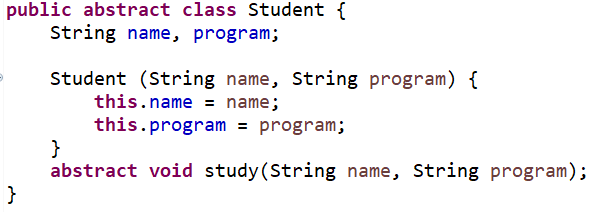 public abstract class Student {
    String name, program;

    Student (String name, String program) {
        this.name = name;
        this.program = program;
    }
    abstract void study(String name, String program);
}